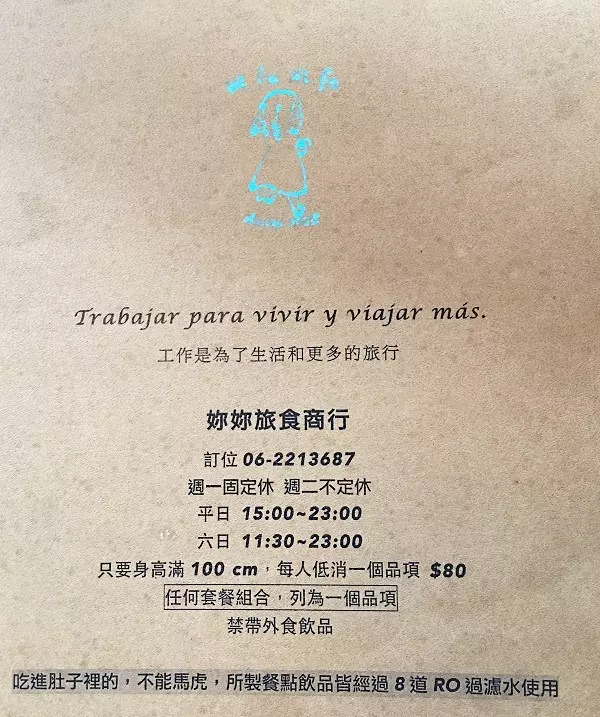 Trabajar para vivir y viajar más.
工作是為了生活和更多的旅行
妳妳旅食商行
訂位 06-2213687
週一固定休 週二不定休
平日 15:00~23:00
六日 11:30~23:00
只要身高滿 100 cm，每人低消一個品項 $80
任何套餐組合，列為一個品項
禁帶外食飲品
吃進肚子裡的，不能馬虎，所製餐點飲品皆經過 8 道 RO 過濾水使用